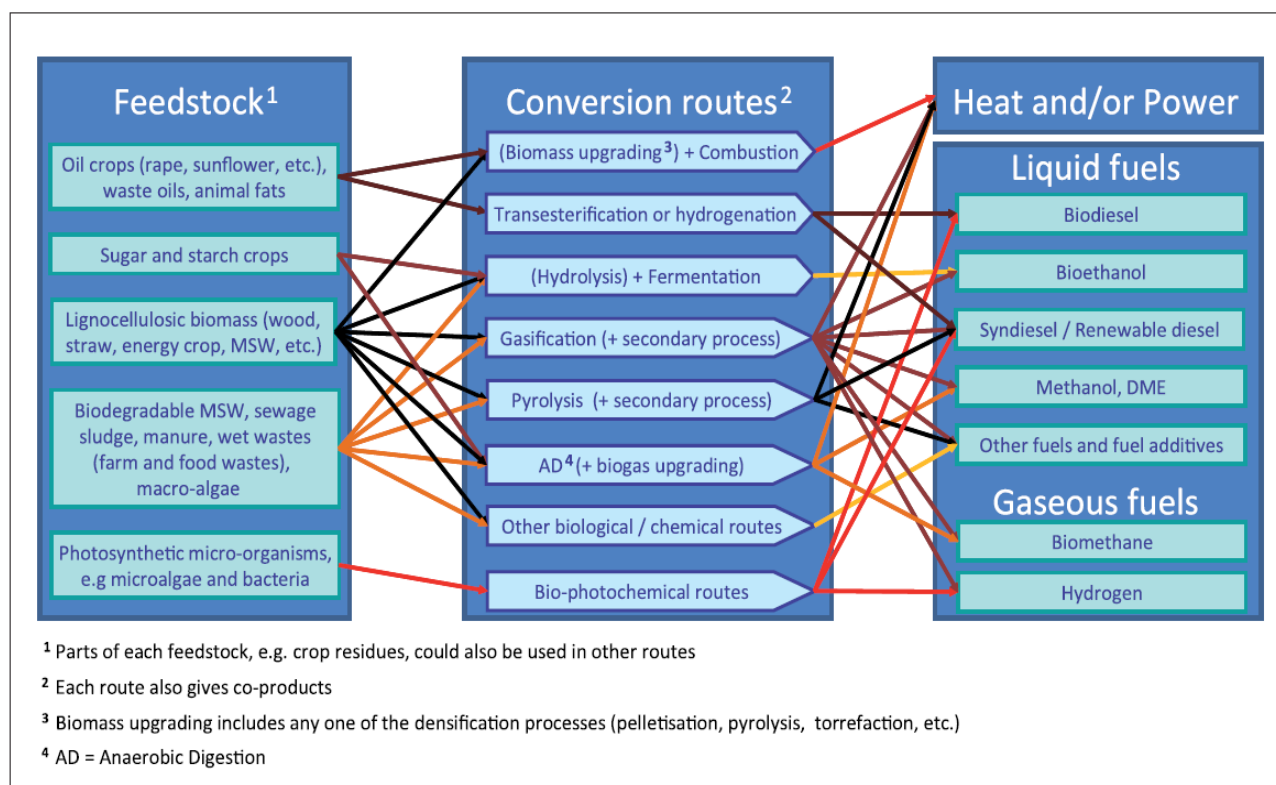 Feedstock¹
Oil crops (rape, sunflower, etc.),
waste oils, animal fats
Sugar and starch crops
Lignocellulosic biomass (wood,
straw, energy crop, MSW, etc.)
Biodegradable MSW, sewage
sludge, manure, wet wastes
(farm and food wastes),
macro-algae
Photosynthetic micro-organisms,
e.g microalgae and bacteria
Conversion routes²
(Biomass upgrading³) + Combustion
Transesterification or hydrogenation
(Hydrolysis) + Fermentation
Gasification (+ secondary process)
Pyrolysis (+ secondary process)
AD⁴ (+ biogas upgrading)
Other biological / chemical routes
Bio-photochemical routes
Heat and/or Power
Liquid fuels
Biodiesel
Bioethanol
Syndiesel / Renewable diesel
Methanol, DME
Other fuels and fuel additives
Gaseous fuels
Biomethane
Hydrogen
¹ Parts of each feedstock, e.g. crop residues, could also be used in other routes
² Each route also gives co-products
³ Biomass upgrading includes any one of the densification processes (pelletisation, pyrolysis, torrefaction, etc.)
⁴ AD = Anaerobic Digestion